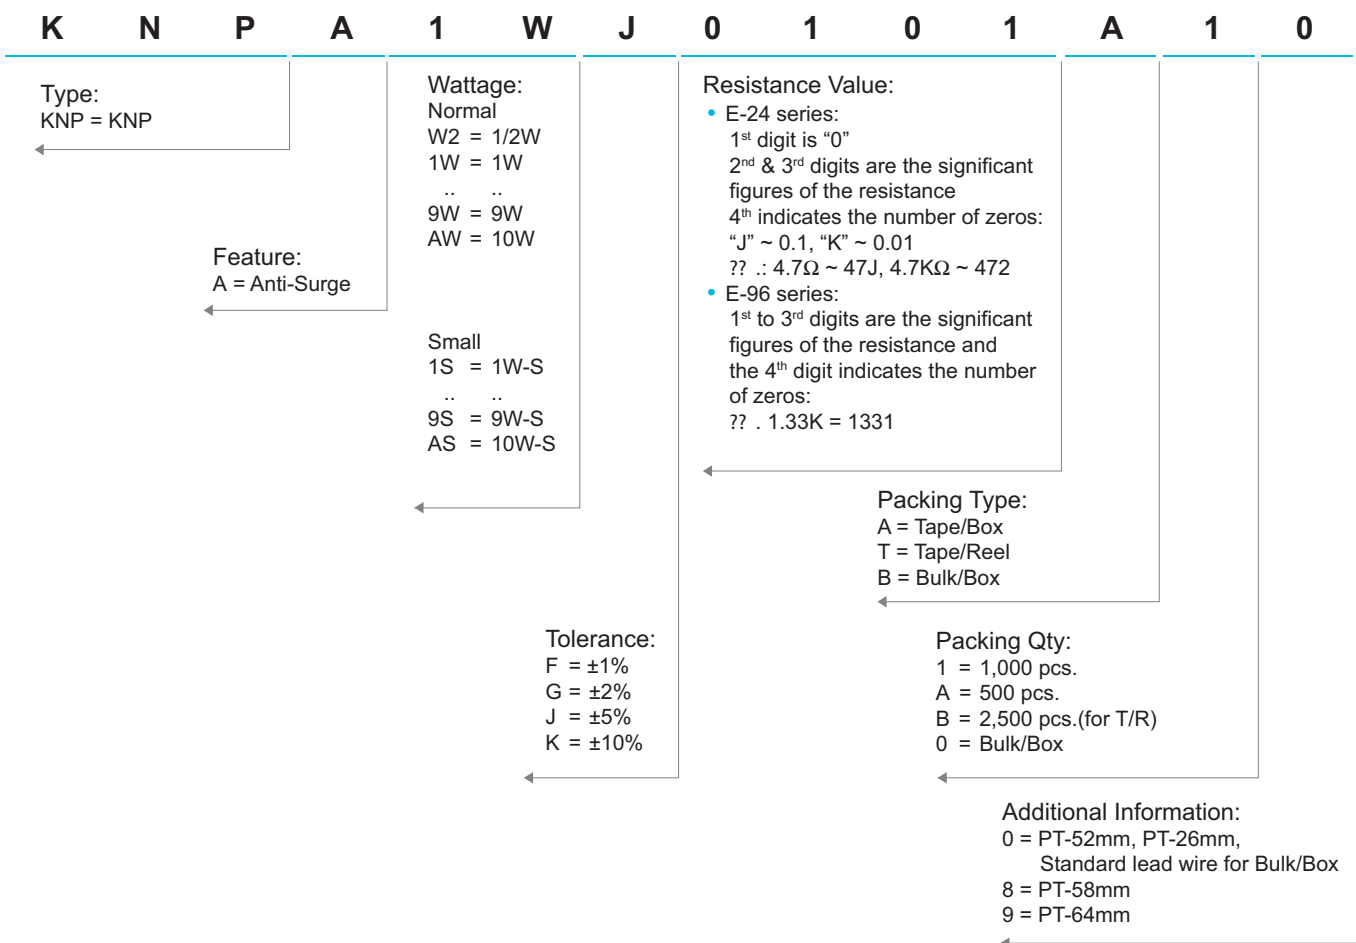 K N P A 1 W J 0 1 0 1 A 1 0
Type:
KNP = KNP
Feature:
A = Anti-Surge
Wattage:
Normal
W2 = 1/2W
1W = 1W
.. ..
9W = 9W
AW = 10W
Small
1S = 1W-S
.. ..
9S = 9W-S
AS = 10W-S
Tolerance:
F = ±1%
G = ±2%
J = ±5%
K = ±10%
Resistance Value:
• E-24 series:
1st digit is “0”
2nd & 3rd digits are the significant
figures of the resistance
4th indicates the number of zeros:
“J” ~ 0.1, “K” ~ 0.01
?? .: 4.7Ω ~ 47J, 4.7KΩ ~ 472
• E-96 series:
1st to 3rd digits are the significant
figures of the resistance and
the 4th digit indicates the number
of zeros:
?? . 1.33K = 1331
Packing Type:
A = Tape/Box
T = Tape/Reel
B = Bulk/Box
Packing Qty:
1 = 1,000 pcs.
A = 500 pcs.
B = 2,500 pcs.(for T/R)
0 = Bulk/Box
Additional Information:
0 = PT-52mm, PT-26mm,
Standard lead wire for Bulk/Box
8 = PT-58mm
9 = PT-64mm